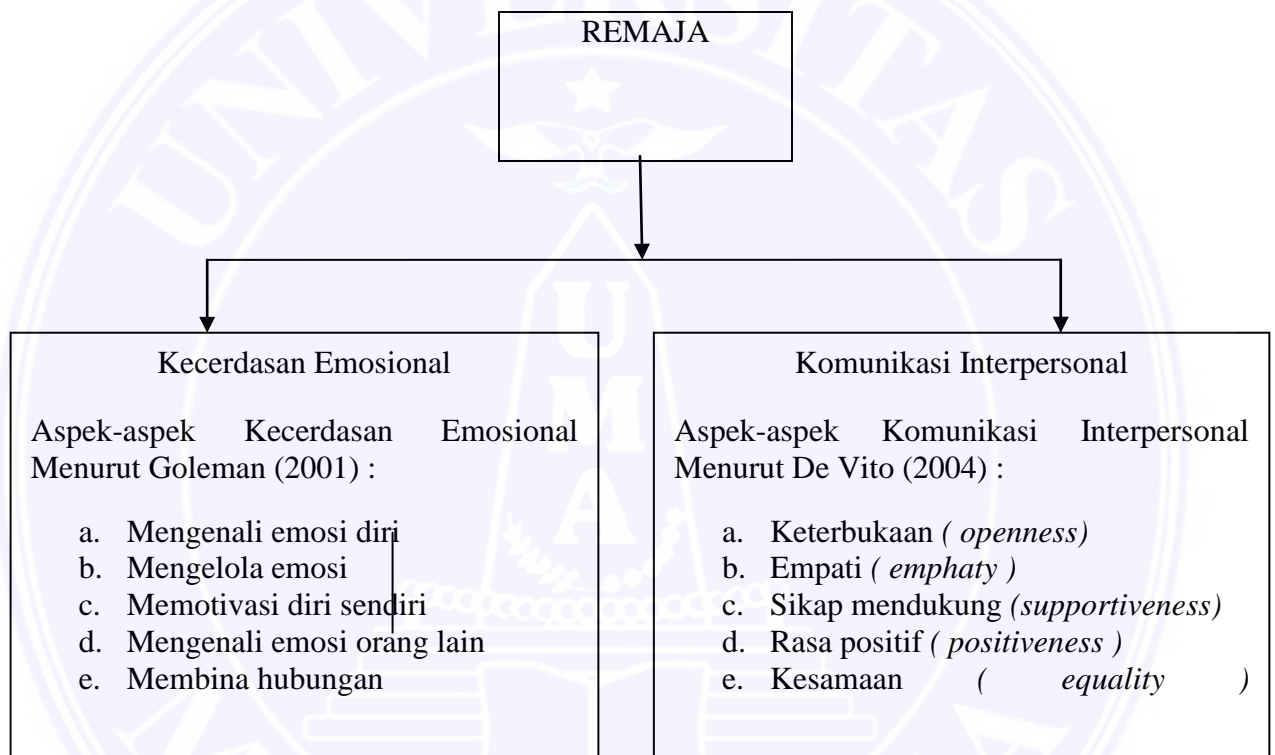 REMAJA
Kecerdasan Emosional
Aspek-aspek Kecerdasan Emosional
Menurut Goleman (2001) :
a. Mengenali emosi diri
b. Mengelola emosi
c. Memotivasi diri sendiri
d. Mengenali emosi orang lain
e. Membina hubungan
Komunikasi Interpersonal
Aspek-aspek Komunikasi Interpersonal
Menurut De Vito (2004) :
a. Keterbukaan ( openness)
b. Empati ( emphaty )
c. Sikap mendukung (supportiveness)
d. Rasa positif ( positiveness )
e. Kesamaan ( equality )
UNIVERSITAS
UMA